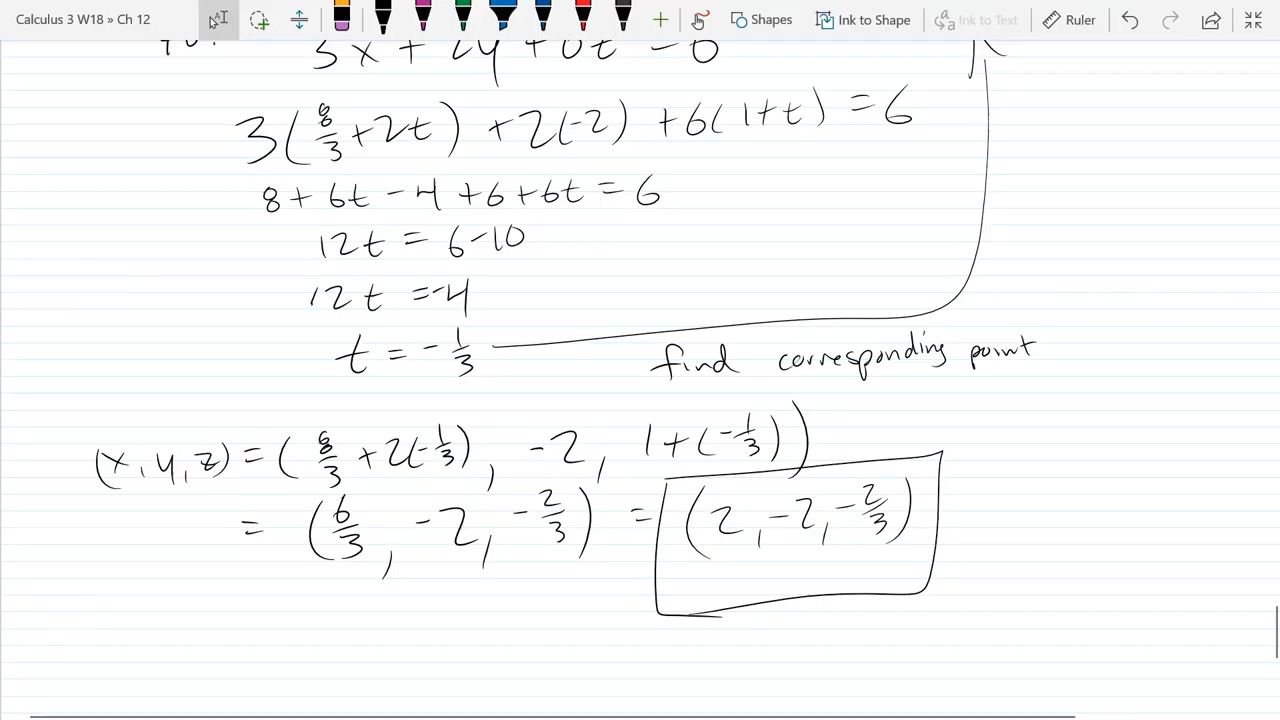 Calculus 3 W18 » Ch 12
Shapes Ink to Shape Ink to Text Ruler
3(8/3+2t) +2(-2) +6(1+t) = 6
8 + 6t - 4 + 6 + 6t = 6
12t = 6-10
12t = -4
t = -1/3
find corresponding point
(x, y, z) = (8/3 + 2(-1/3), -2, 1+(-1/3))
= (6/3, -2, -2/3) = (2, -2, -2/3)